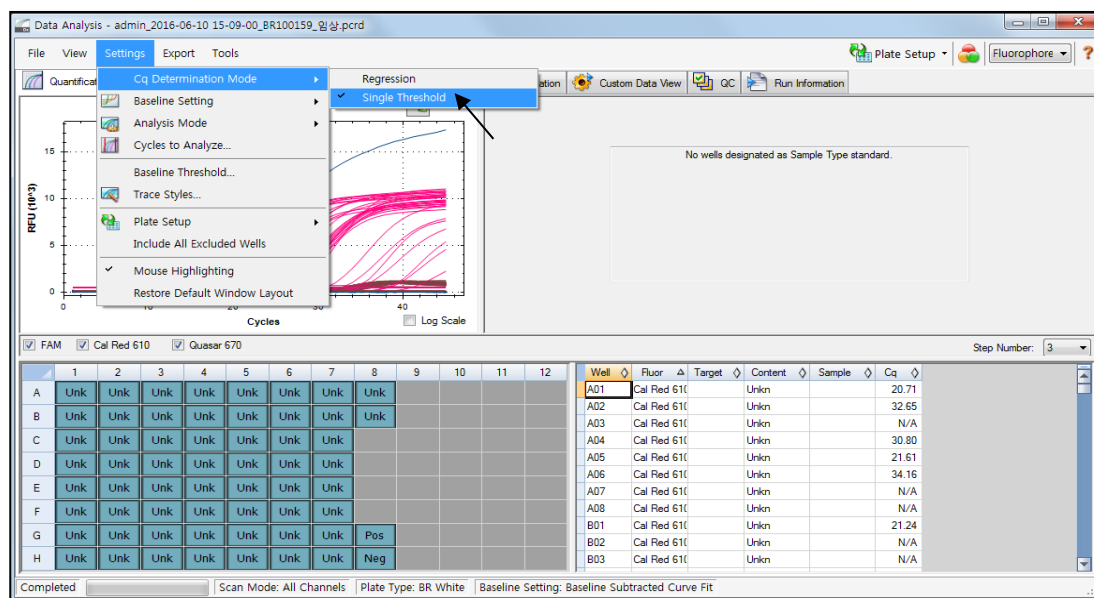 Data Analysis - admin_2016-06-10 15-09-00_BR100159_임상.pcrd
File View Settings Export Tools Plate Setup Fluorophore ?
Custom Data View QC Run Information
Cq Determination Mode
Regression
Single Threshold
Baseline Setting
Analysis Mode
Cycles to Analyze...
Baseline Threshold...
Trace Styles...
Plate Setup
Include All Excluded Wells
Mouse Highlighting
Restore Default Window Layout
No wells designated as Sample Type standard.
15
10
5
0
RFU (10^3)
0 10 20 30 40
Cycles
Log Scale
FAM Cal Red 610 Quasar 670 Step Number: 3
1 2 3 4 5 6 7 8 9 10 11 12
A Unk Unk Unk Unk Unk Unk Unk Unk
B Unk Unk Unk Unk Unk Unk Unk Unk
C Unk Unk Unk Unk Unk Unk Unk
D Unk Unk Unk Unk Unk Unk Unk
E Unk Unk Unk Unk Unk Unk Unk
F Unk Unk Unk Unk Unk Unk Unk
G Unk Unk Unk Unk Unk Unk Unk Pos
H Unk Unk Unk Unk Unk Unk Unk Neg
Well Fluor Target Content Sample Cq
A01 Cal Red 610 Unkn 20.71
A02 Cal Red 610 Unkn 32.65
A03 Cal Red 610 Unkn N/A
A04 Cal Red 610 Unkn 30.80
A05 Cal Red 610 Unkn 21.61
A06 Cal Red 610 Unkn 34.16
A07 Cal Red 610 Unkn N/A
A08 Cal Red 610 Unkn N/A
B01 Cal Red 610 Unkn 21.24
B02 Cal Red 610 Unkn N/A
B03 Cal Red 610 Unkn N/A
Completed Scan Mode: All Channels Plate Type: BR White Baseline Setting: Baseline Subtracted Curve Fit